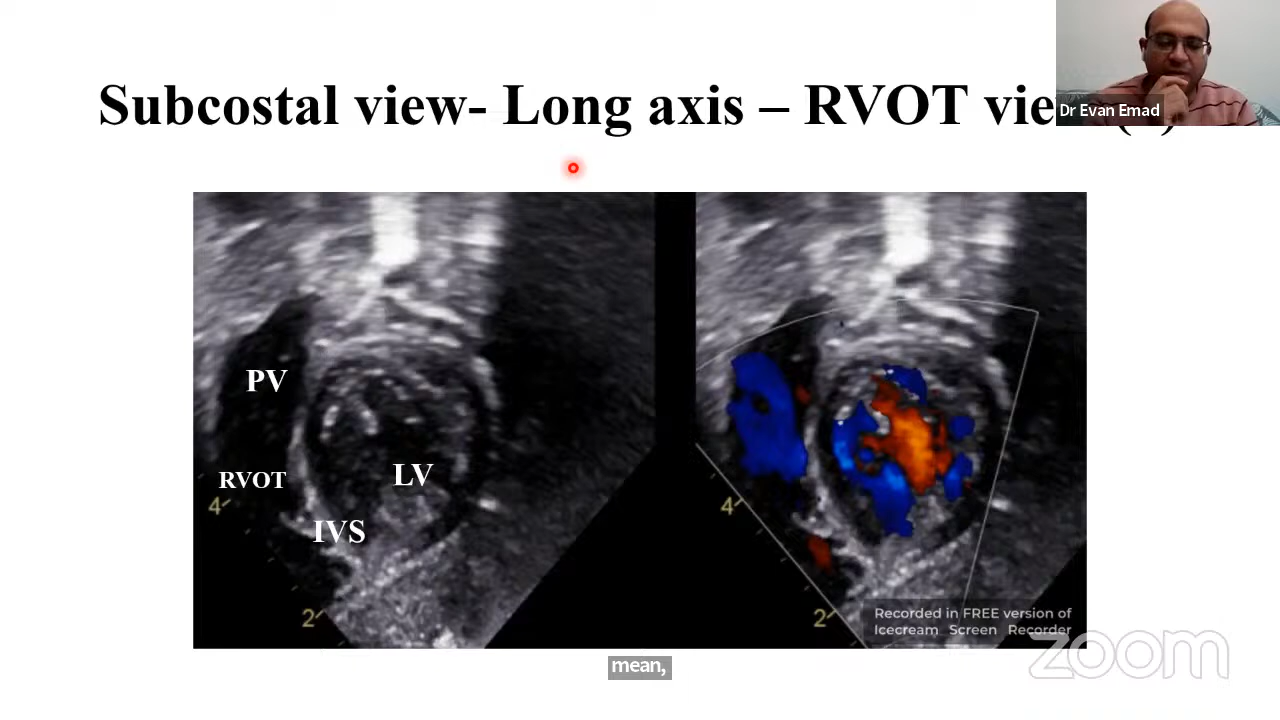 Subcostal view- Long axis – RVOT
Dr Evan Emad
PV
RVOT
LV
IVS
4
2
4
2
Recorded in FREE version of
Icecream Screen Recorder
zoom
mean,